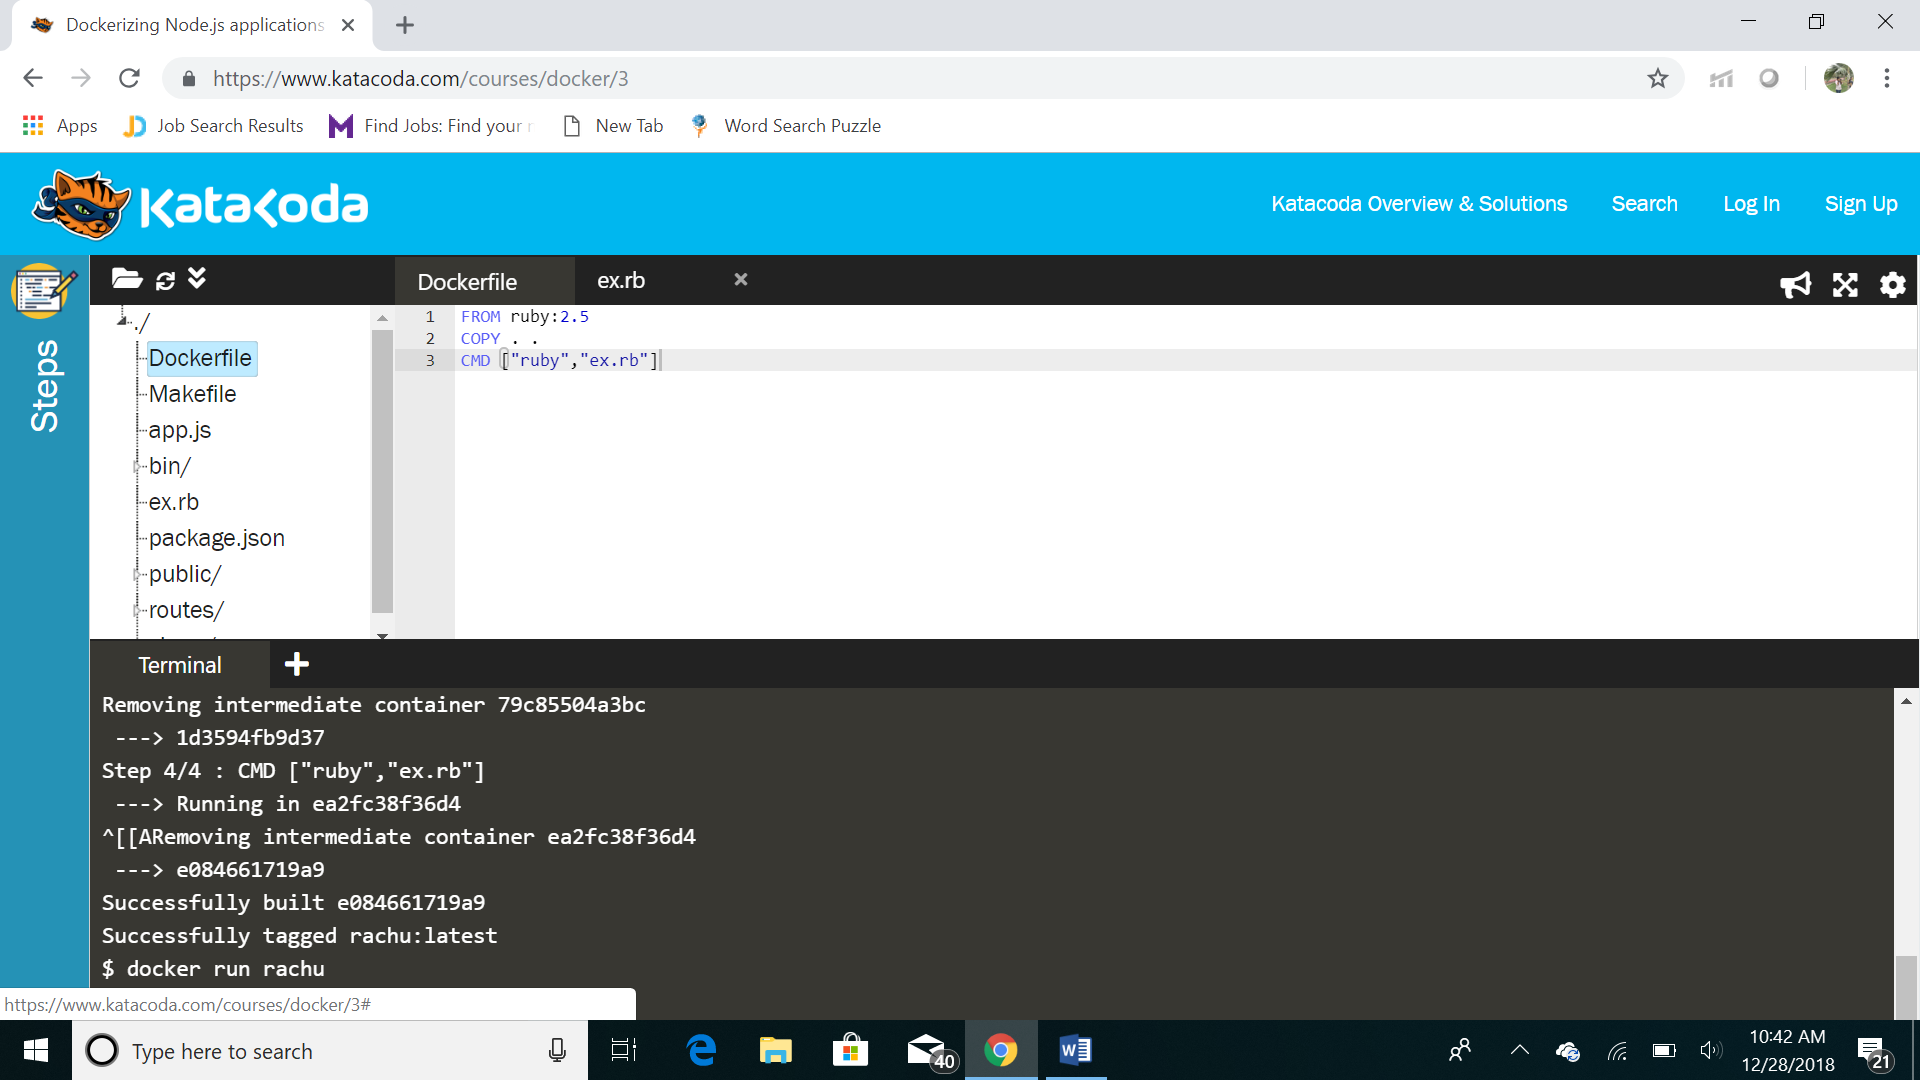 Dockerizing Node.js applications
https://www.katacoda.com/courses/docker/3
Apps
Job Search Results
Find Jobs: Find your
New Tab
Word Search Puzzle
Katacoda
Katacoda Overview & Solutions
Search
Log In
Sign Up
Steps
Dockerfile
ex.rb
./
Dockerfile
Makefile
app.js
bin/
ex.rb
package.json
public/
routes/
1 FROM ruby:2.5
2 COPY . .
3 CMD ["ruby","ex.rb"]
Terminal
Removing intermediate container 79c85504a3bc
---> 1d3594fb9d37
Step 4/4 : CMD ["ruby","ex.rb"]
---> Running in ea2fc38f36d4
^[[ARemoving intermediate container ea2fc38f36d4
---> e084661719a9
Successfully built e084661719a9
Successfully tagged rachu:latest
$ docker run rachu
https://www.katacoda.com/courses/docker/3#
Type here to search
40
10:42 AM
12/28/2018
21